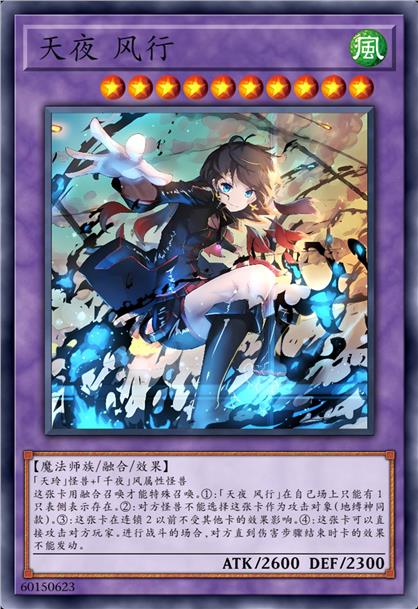 天夜 风行
風
【魔法师族/融合/效果】
「天玲」怪兽+「千夜」风属性怪兽
这张卡用融合召唤才能特殊召唤。①:「天夜 风行」在自己场上只能有1
只表侧表示存在。②:对方怪兽不能选择这张卡作为攻击对象(地缚神同
款)。③:这张卡在连锁2以前不受其他卡的效果影响。④:这张卡可以直
接攻击对方玩家。进行战斗的场合,对方直到伤害步骤结束时卡的效果
不能发动。
ATK/2600 DEF/2300
60150623